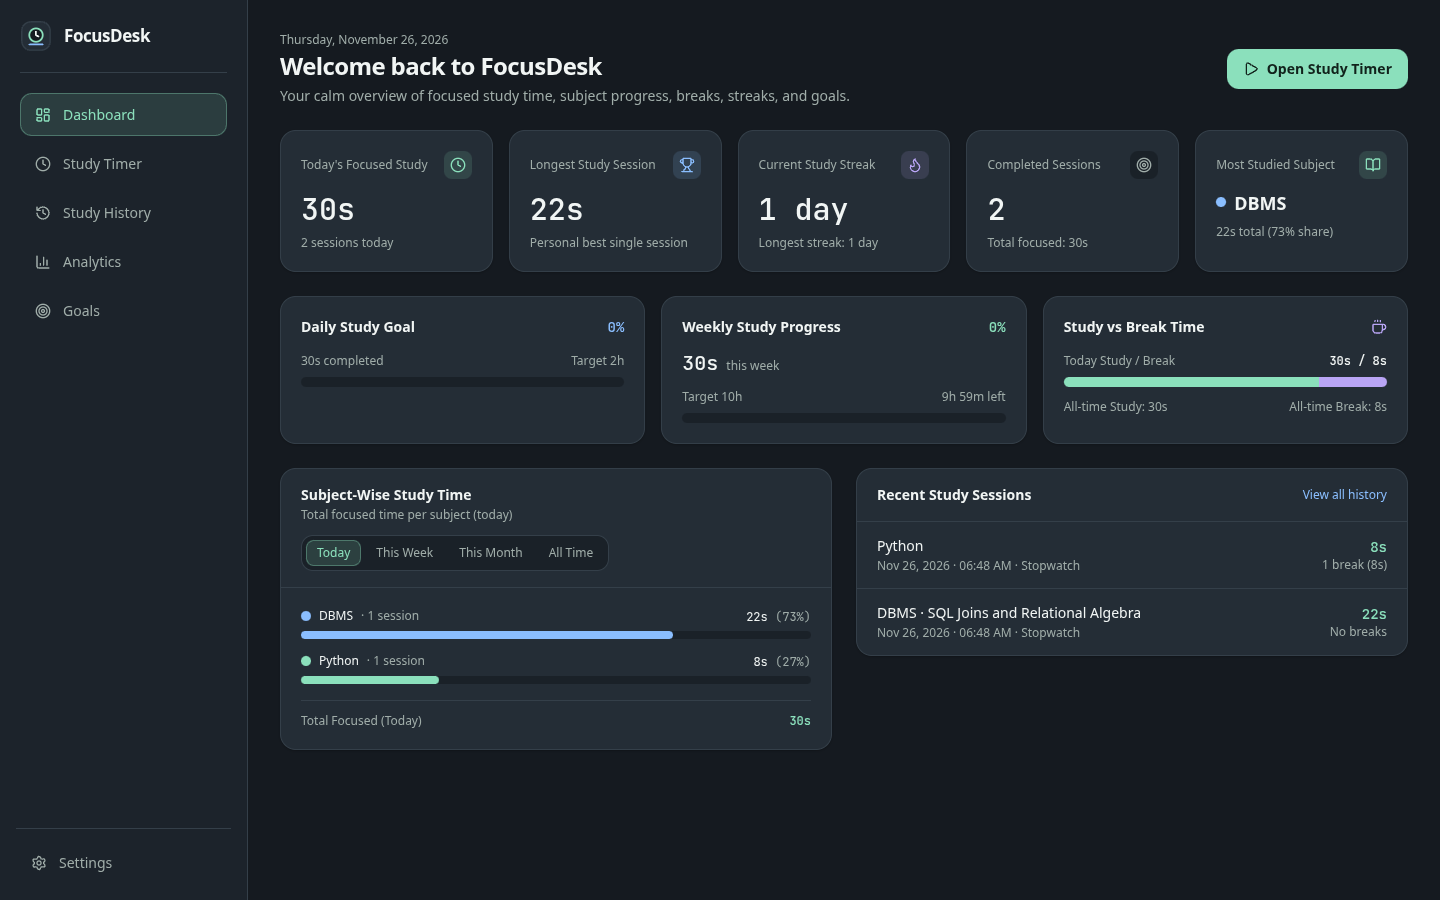 FocusDesk
Dashboard
Study Timer
Study History
Analytics
Goals
Settings
Thursday, November 26, 2026
Welcome back to FocusDesk
Your calm overview of focused study time, subject progress, breaks, streaks, and goals.
Open Study Timer
Today's Focused Study
30s
2 sessions today
Longest Study Session
22s
Personal best single session
Current Study Streak
1 day
Longest streak: 1 day
Completed Sessions
2
Total focused: 30s
Most Studied Subject
DBMS
22s total (73% share)
Daily Study Goal 0%
30s completed Target 2h
Weekly Study Progress 0%
30s this week
Target 10h 9h 59m left
Study vs Break Time
Today Study / Break 30s / 8s
All-time Study: 30s All-time Break: 8s
Subject-Wise Study Time
Total focused time per subject (today)
Today This Week This Month All Time
DBMS · 1 session 22s (73%)
Python · 1 session 8s (27%)
Total Focused (Today) 30s
Recent Study Sessions View all history
Python 8s
Nov 26, 2026 · 06:48 AM · Stopwatch 1 break (8s)
DBMS · SQL Joins and Relational Algebra 22s
Nov 26, 2026 · 06:48 AM · Stopwatch No breaks